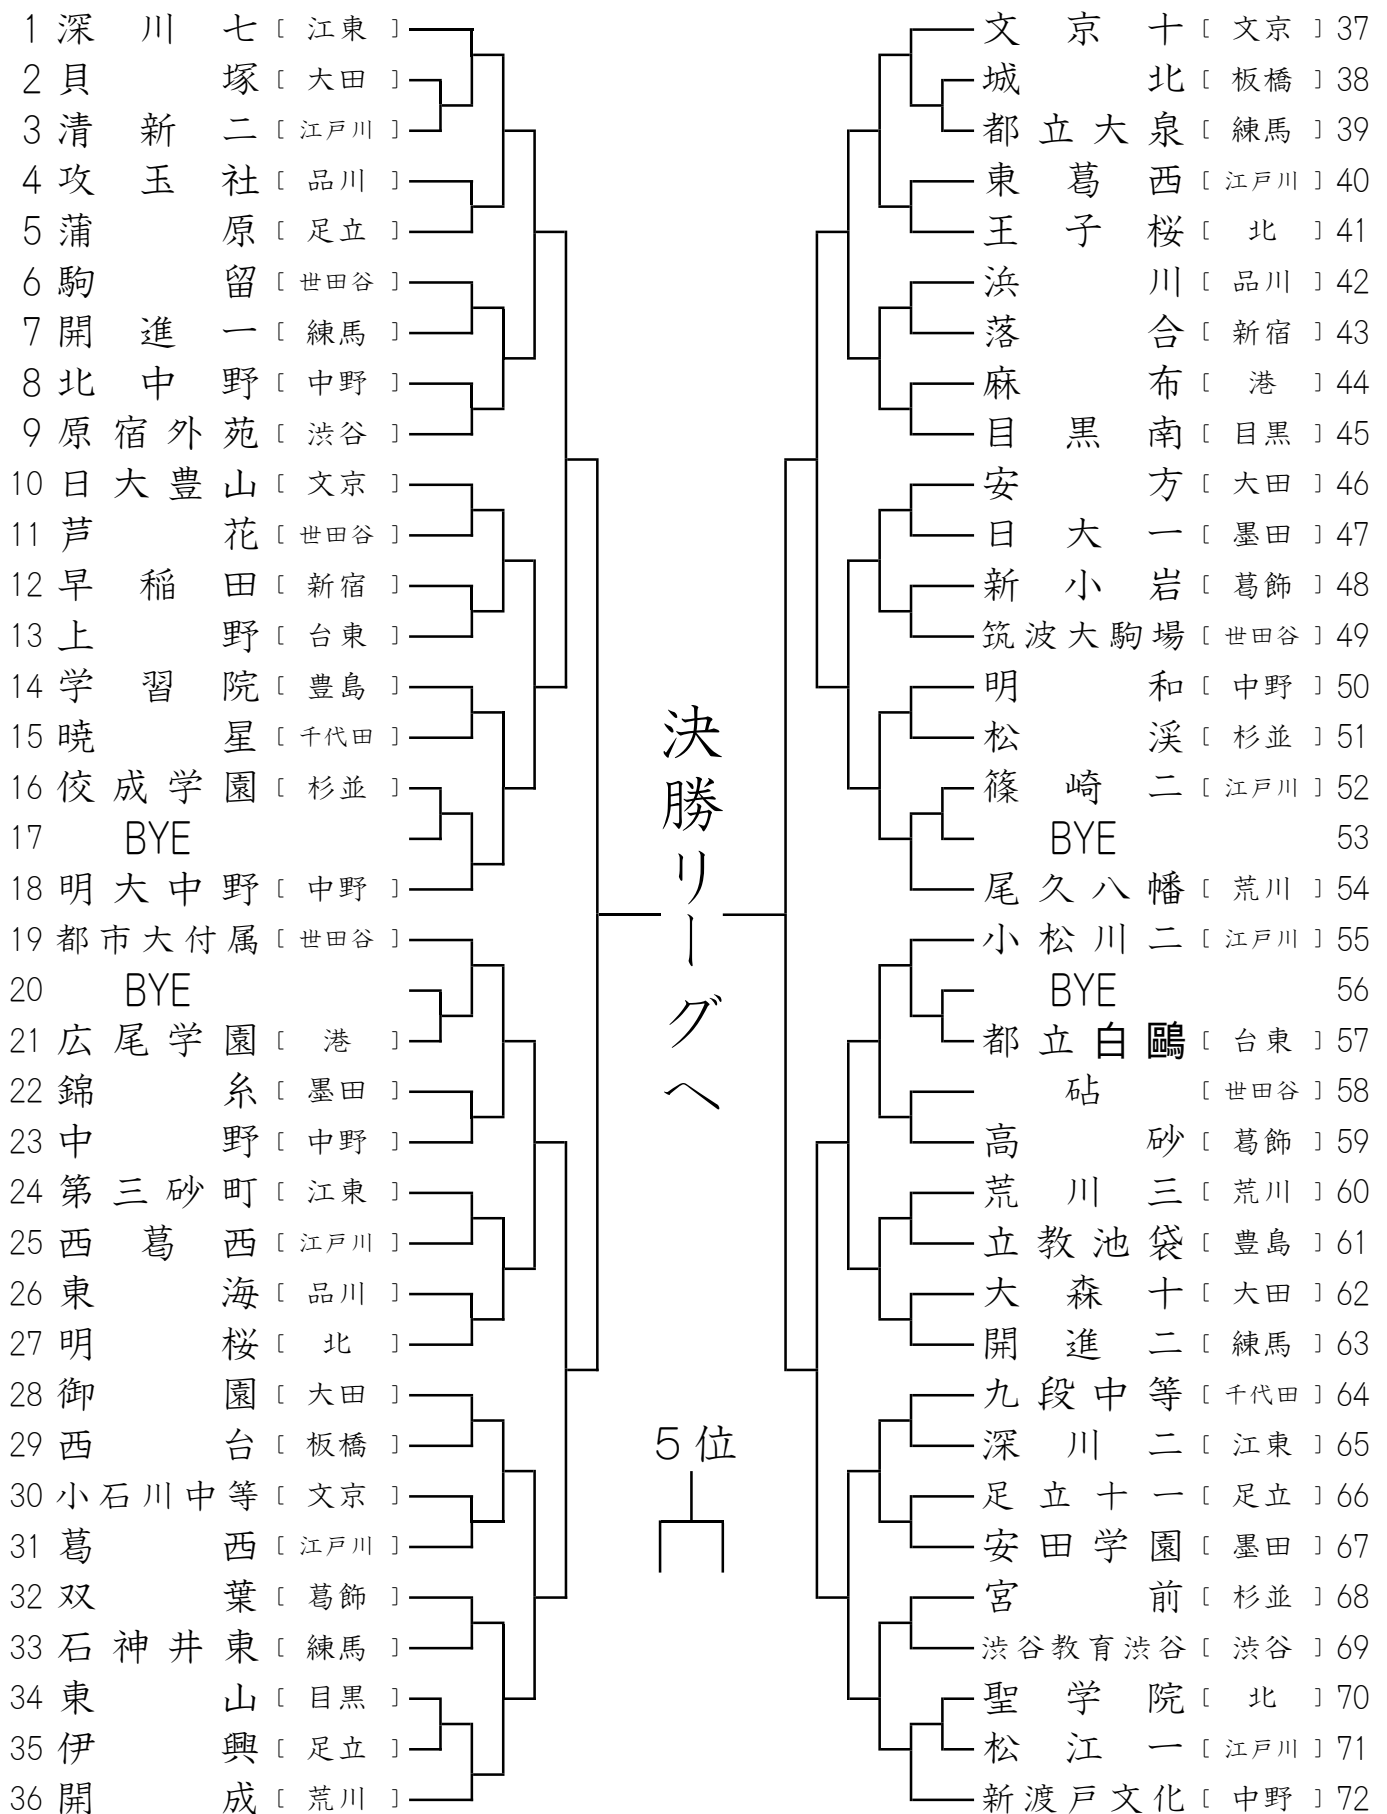 1 深川七 [ 江東 ]
2 貝塚 [ 大田 ]
3 清新二 [ 江戸川 ]
4 攻玉社 [ 品川 ]
5 蒲原 [ 足立 ]
6 駒留 [ 世田谷 ]
7 開進一 [ 練馬 ]
8 北中野 [ 中野 ]
9 原宿外苑 [ 渋谷 ]
10 日大豊山 [ 文京 ]
11 芦花 [ 世田谷 ]
12 早稲田 [ 新宿 ]
13 上野 [ 台東 ]
14 学習院 [ 豊島 ]
15 暁星 [ 千代田 ]
16 佼成学園 [ 杉並 ]
17 BYE
18 明大中野 [ 中野 ]
19 都市大付属 [ 世田谷 ]
20 BYE
21 広尾学園 [ 港 ]
22 錦糸 [ 墨田 ]
23 中野 [ 中野 ]
24 第三砂町 [ 江東 ]
25 西葛西 [ 江戸川 ]
26 東海 [ 品川 ]
27 明桜 [ 北 ]
28 御園 [ 大田 ]
29 西台 [ 板橋 ]
30 小石川中等 [ 文京 ]
31 葛西 [ 江戸川 ]
32 双葉 [ 葛飾 ]
33 石神井東 [ 練馬 ]
34 東山 [ 目黒 ]
35 伊興 [ 足立 ]
36 開成 [ 荒川 ]
決勝リーグへ
5位
文京十 [ 文京 ] 37
城北 [ 板橋 ] 38
都立大泉 [ 練馬 ] 39
東葛西 [ 江戸川 ] 40
王子桜 [ 北 ] 41
浜川 [ 品川 ] 42
落合 [ 新宿 ] 43
麻布 [ 港 ] 44
目黒南 [ 目黒 ] 45
安方 [ 大田 ] 46
日大一 [ 墨田 ] 47
新小岩 [ 葛飾 ] 48
筑波大駒場 [ 世田谷 ] 49
明和 [ 中野 ] 50
松渓 [ 杉並 ] 51
篠崎二 [ 江戸川 ] 52
BYE 53
尾久八幡 [ 荒川 ] 54
小松川二 [ 江戸川 ] 55
BYE 56
都立白鷗 [ 台東 ] 57
砧 [ 世田谷 ] 58
高砂 [ 葛飾 ] 59
荒川三 [ 荒川 ] 60
立教池袋 [ 豊島 ] 61
大森十 [ 大田 ] 62
開進二 [ 練馬 ] 63
九段中等 [ 千代田 ] 64
深川二 [ 江東 ] 65
足立十一 [ 足立 ] 66
安田学園 [ 墨田 ] 67
宮前 [ 杉並 ] 68
渋谷教育渋谷 [ 渋谷 ] 69
聖学院 [ 北 ] 70
松江一 [ 江戸川 ] 71
新渡戸文化 [ 中野 ] 72